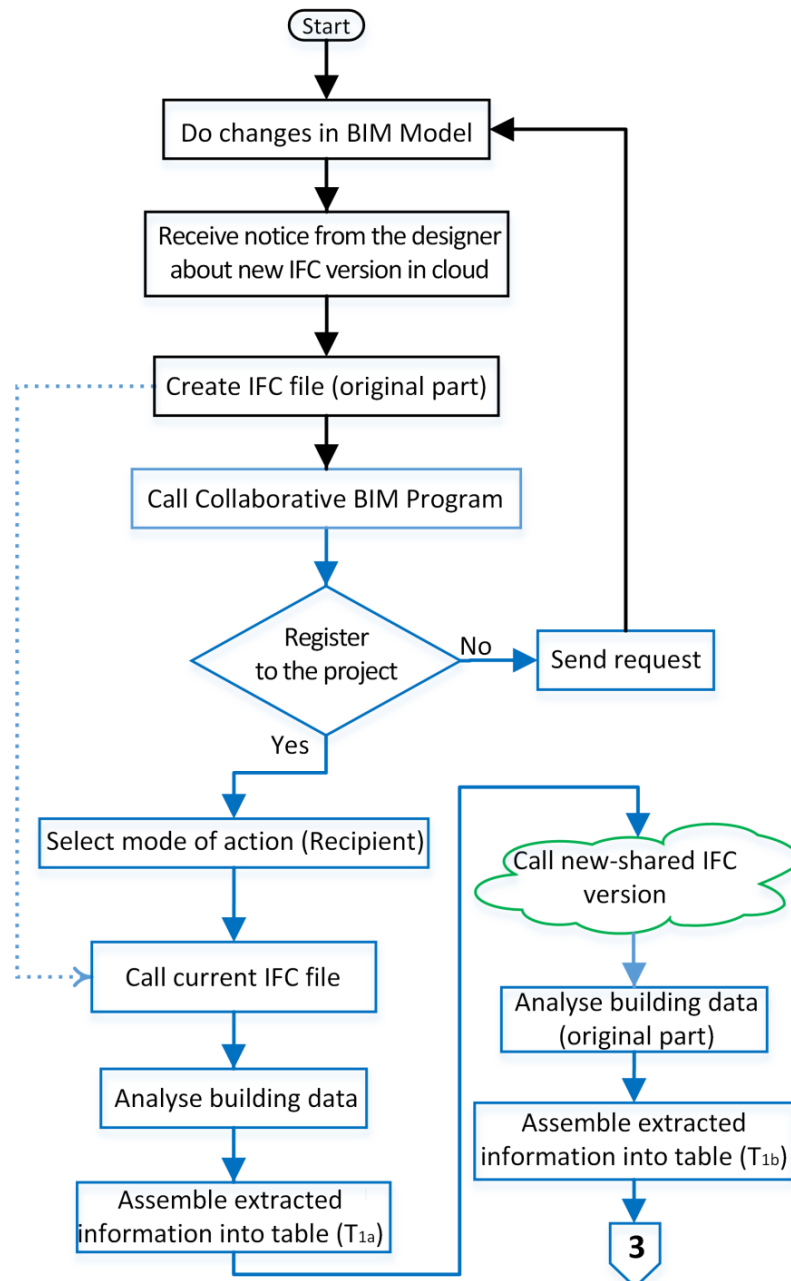 Start
Do changes in BIM Model
Receive notice from the designer
about new IFC version in cloud
Create IFC file (original part)
Call Collaborative BIM Program
Register
to the project
No
Send request
Yes
Select mode of action (Recipient)
Call current IFC file
Analyse building data
Assemble extracted
information into table (T1a)
Call new-shared IFC
version
Analyse building data
(original part)
Assemble extracted
information into table (T1b)
3